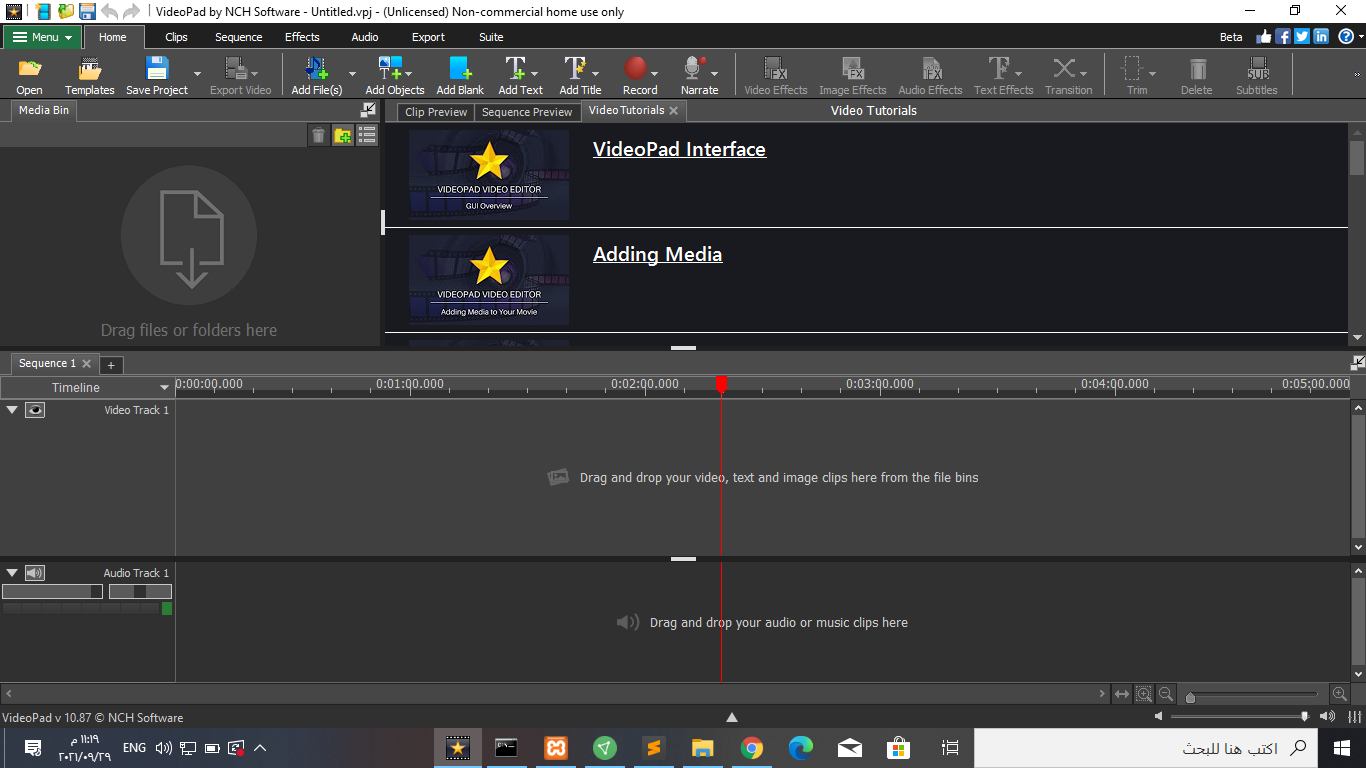 VideoPad by NCH Software - Untitled.vpj - (Unlicensed) Non-commercial home use only
Menu Home Clips Sequence Effects Audio Export Suite Beta
Open Templates Save Project Export Video Add File(s) Add Objects Add Blank Add Text Add Title Record Narrate Video Effects Image Effects Audio Effects Text Effects Transition Trim Delete Subtitles
Media Bin
Clip Preview Sequence Preview Video Tutorials Video Tutorials
VideoPad Interface
VIDEOPAD VIDEO EDITOR
GUI Overview
Adding Media
VIDEOPAD VIDEO EDITOR
Adding Media to Your Movie
Drag files or folders here
Sequence 1
Timeline 0:00:00.000 0:01:00.000 0:02:00.000 0:03:00.000 0:04:00.000 0:05:00.000
Video Track 1
Drag and drop your video, text and image clips here from the file bins
Audio Track 1
Drag and drop your audio or music clips here
VideoPad v 10.87 © NCH Software
١١:١٩ م
٢٠٢١/٠٩/٢٩
ENG
اكتب هنا للبحث